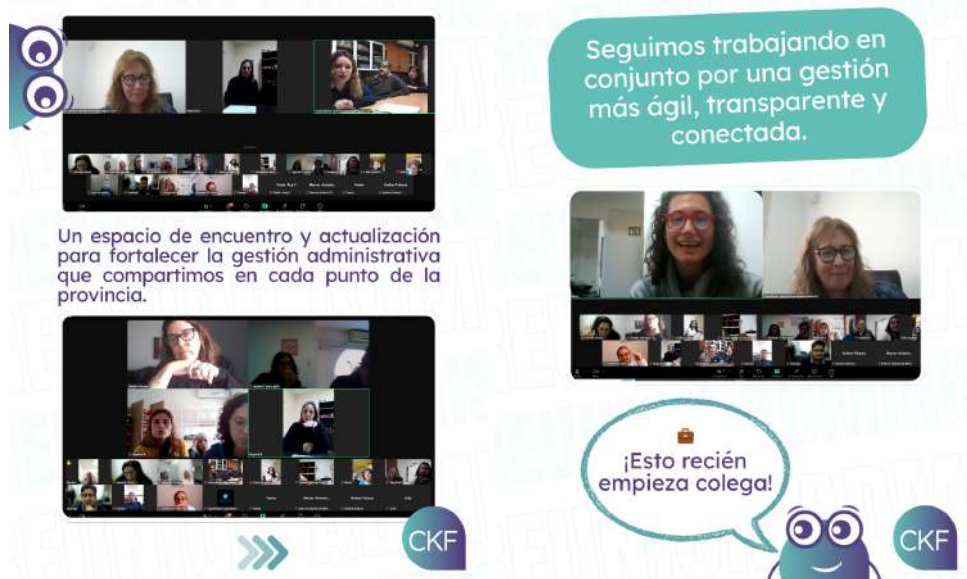 Un espacio de encuentro y actualización
para fortalecer la gestión administrativa
que compartimos en cada punto de la
provincia.
CKF
Seguimos trabajando en
conjunto por una gestión
más ágil, transparente y
conectada.
¡Esto recién
empieza colega!
CKF